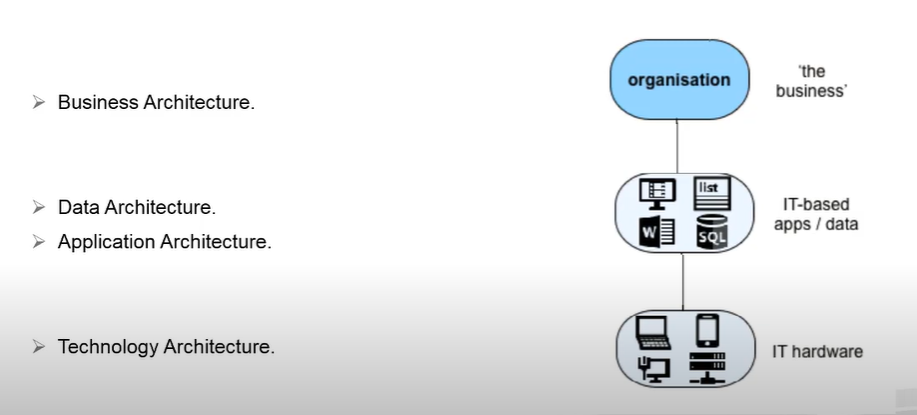 Business Architecture.
Data Architecture.
Application Architecture.
Technology Architecture.
organisation
'the
business'
list
W
SQL
IT-based
apps / data
IT hardware